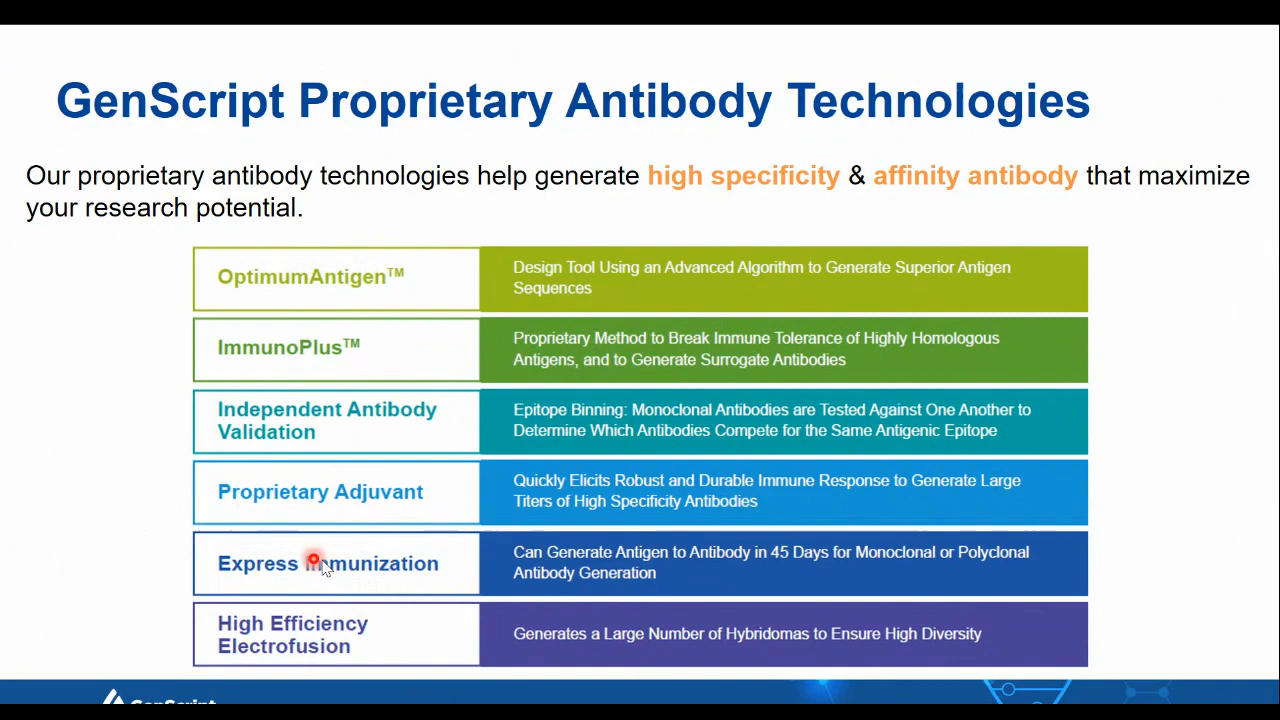 GenScript Proprietary Antibody Technologies
Our proprietary antibody technologies help generate high specificity & affinity antibody that maximize
your research potential.
OptimumAntigen™
Design Tool Using an Advanced Algorithm to Generate Superior Antigen
Sequences
ImmunoPlus™
Proprietary Method to Break Immune Tolerance of Highly Homologous
Antigens, and to Generate Surrogate Antibodies
Independent Antibody
Validation
Epitope Binning: Monoclonal Antibodies are Tested Against One Another to
Determine Which Antibodies Compete for the Same Antigenic Epitope
Proprietary Adjuvant
Quickly Elicits Robust and Durable Immune Response to Generate Large
Titers of High Specificity Antibodies
Express Immunization
Can Generate Antigen to Antibody in 45 Days for Monoclonal or Polyclonal
Antibody Generation
High Efficiency
Electrofusion
Generates a Large Number of Hybridomas to Ensure High Diversity
GenScript